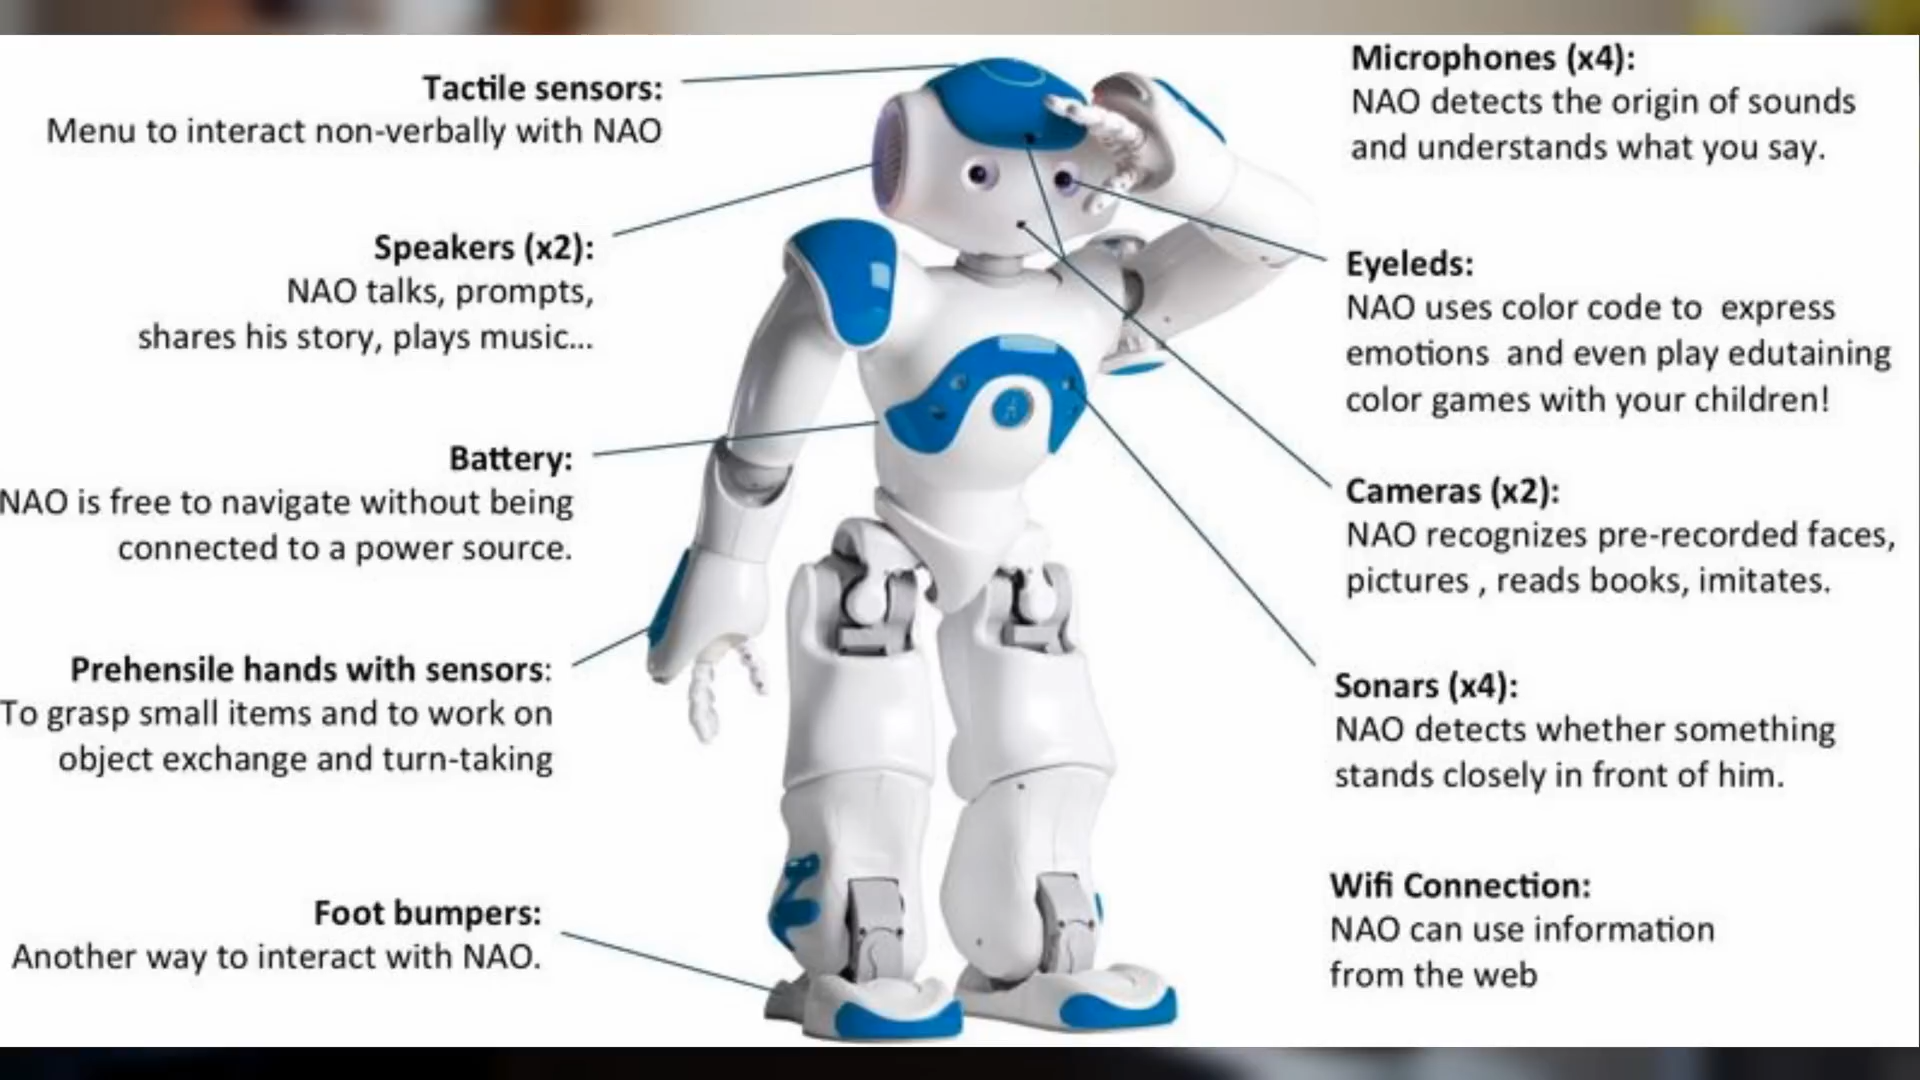 Tactile sensors:
Menu to interact non-verbally with NAO
Speakers (x2):
NAO talks, prompts,
shares his story, plays music...
Battery:
NAO is free to navigate without being
connected to a power source.
Prehensile hands with sensors:
To grasp small items and to work on
object exchange and turn-taking
Foot bumpers:
Another way to interact with NAO.
Microphones (x4):
NAO detects the origin of sounds
and understands what you say.
Eyeleds:
NAO uses color code to express
emotions and even play edutaining
color games with your children!
Cameras (x2):
NAO recognizes pre-recorded faces,
pictures , reads books, imitates.
Sonars (x4):
NAO detects whether something
stands closely in front of him.
Wifi Connection:
NAO can use information
from the web